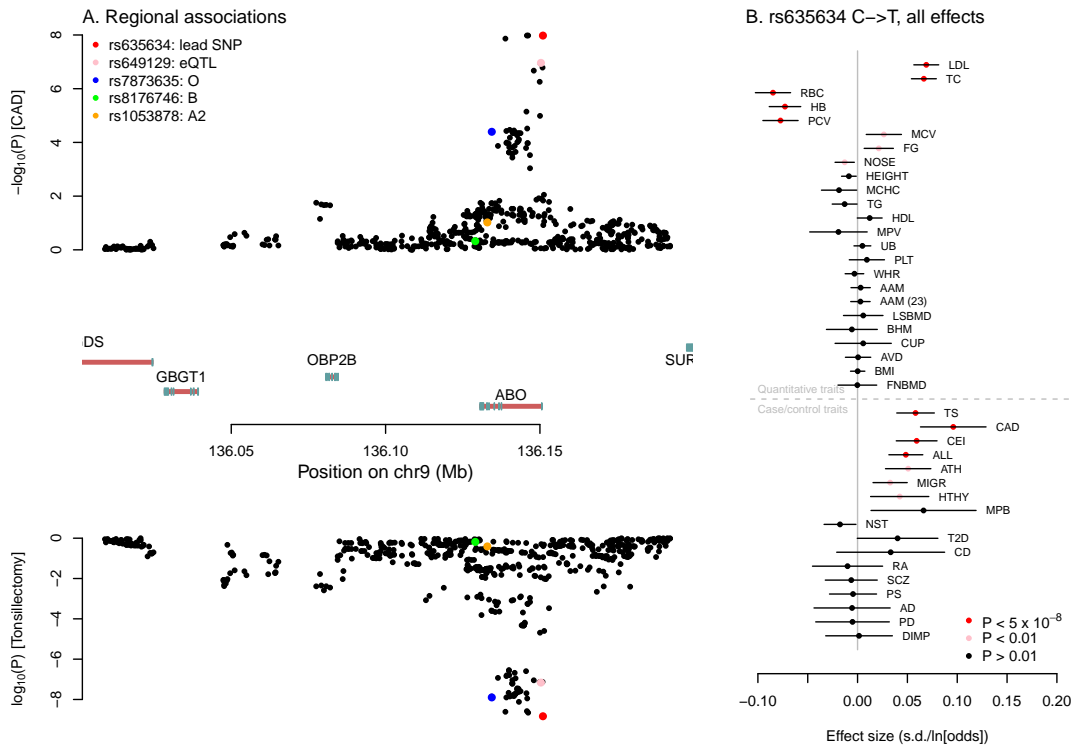 A. Regional associations
8
6
4
2
0
−log10(P) [CAD]
rs635634: lead SNP
rs649129: eQTL
rs7873635: O
rs8176746: B
rs1053878: A2
DS
GBGT1
OBP2B
ABO
SUR
136.05
136.10
136.15
Position on chr9 (Mb)
0
−2
−4
−6
−8
log10(P) [Tonsillectomy]
B. rs635634 C−>T, all effects
LDL
TC
RBC
HB
PCV
MCV
FG
NOSE
HEIGHT
MCHC
TG
HDL
MPV
UB
PLT
WHR
AAM
AAM (23)
LSBMD
BHM
CUP
AVD
BMI
FNBMD
Quantitative traits
Case/control traits
TS
CAD
CEI
ALL
ATH
MIGR
HTHY
MPB
NST
T2D
CD
RA
SCZ
PS
AD
PD
DIMP
P < 5 x 10−8
P < 0.01
P > 0.01
−0.10
0.00
0.05
0.10
0.20
Effect size (s.d./ln[odds])